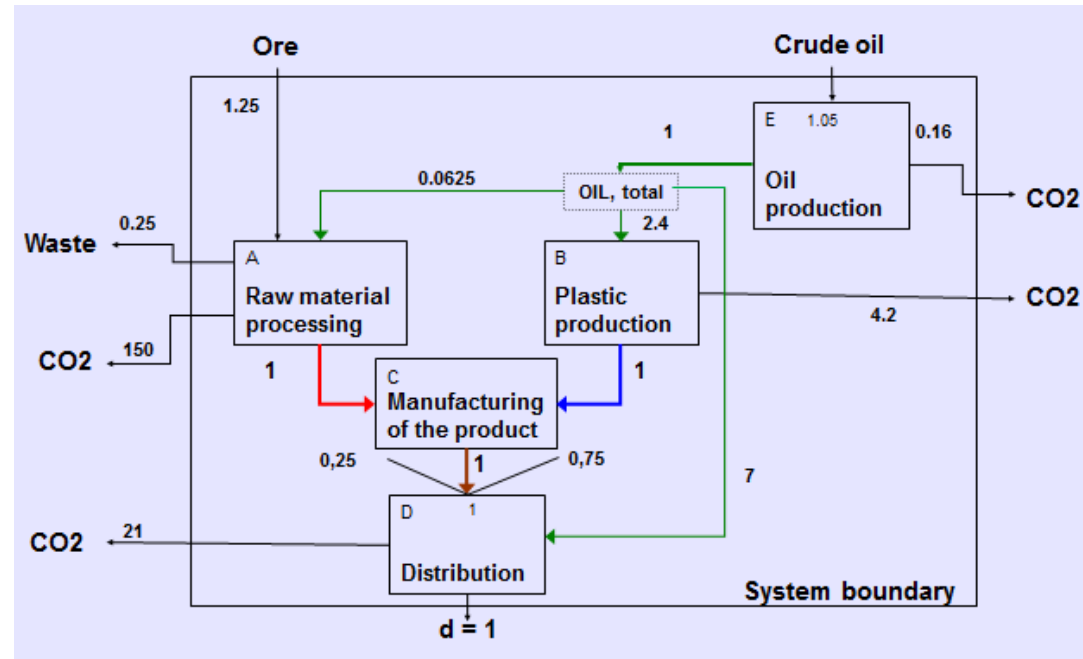 Ore
Crude oil
1.25
E 1.05
0.16
1
Oil
production
CO2
0.0625
OIL, total
2.4
Waste
0.25
A
Raw material
processing
B
Plastic
production
CO2
4.2
CO2
150
1
1
C
Manufacturing
of the product
0,25
1
0,75
7
D 1
CO2
21
Distribution
System boundary
d = 1